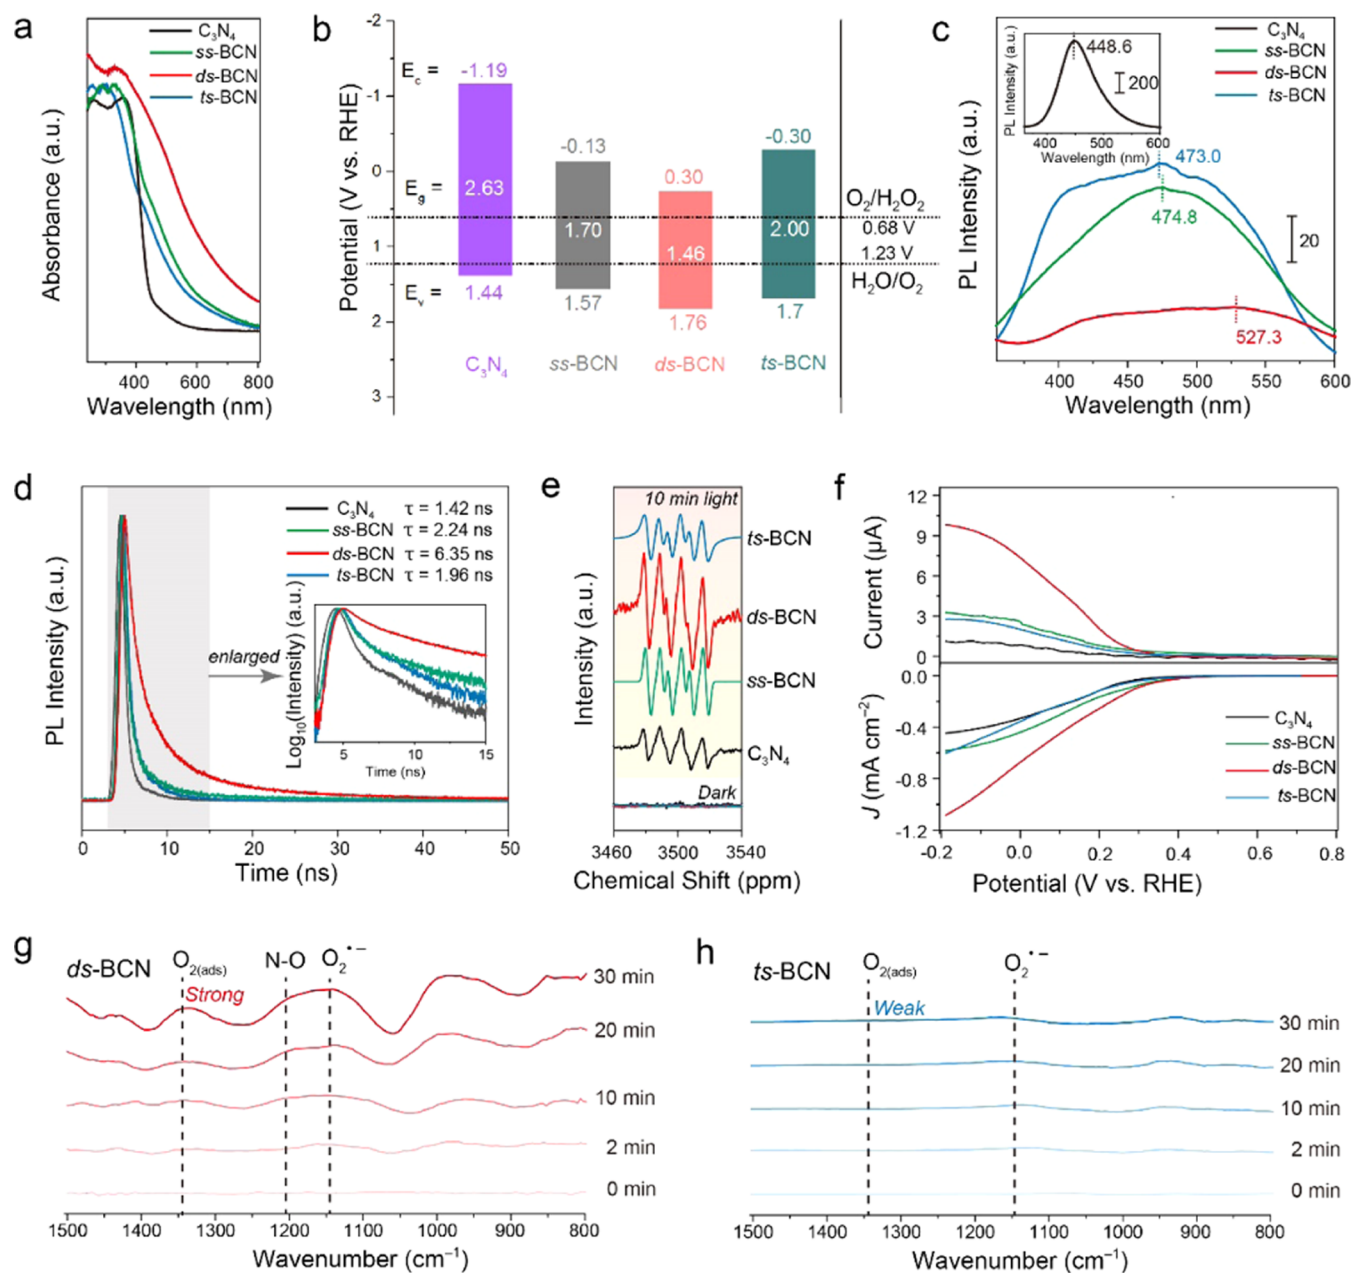 a
C₃N₄
ss-BCN
ds-BCN
ts-BCN
Absorbance (a.u.)
400 600 800
Wavelength (nm)
b
Potential (V vs. RHE)
-2
-1
0
1
2
3
E_c = -1.19
E_g 2.63
E_v = 1.44
C₃N₄
-0.13
1.70
1.57
ss-BCN
0.30
1.46
1.76
ds-BCN
-0.30
2.00
1.7
ts-BCN
O₂/H₂O₂
0.68 V
1.23 V
H₂O/O₂
c
PL Intensity (a.u.)
448.6
200
PL Intensity (a.u.)
400 500 600
Wavelength (nm)
C₃N₄
ss-BCN
ds-BCN
ts-BCN
473.0
474.8
20
527.3
400 450 500 550 600
Wavelength (nm)
d
PL Intensity (a.u.)
C₃N₄ τ = 1.42 ns
ss-BCN τ = 2.24 ns
ds-BCN τ = 6.35 ns
ts-BCN τ = 1.96 ns
enlarged
Log₁₀(Intensity) (a.u.)
5 10 15
Time (ns)
0 10 20 30 40 50
Time (ns)
e
Intensity (a.u.)
10 min light
ts-BCN
ds-BCN
ss-BCN
C₃N₄
Dark
3460 3500 3540
Chemical Shift (ppm)
f
Current (μA)
12
9
6
3
0
J (mA cm⁻²)
0.0
-0.4
-0.8
-1.2
C₃N₄
ss-BCN
ds-BCN
ts-BCN
-0.2 0.0 0.2 0.4 0.6 0.8
Potential (V vs. RHE)
g
ds-BCN
O₂(ads)
N-O
O₂•−
Strong
30 min
20 min
10 min
2 min
0 min
1500 1400 1300 1200 1100 1000 900 800
Wavenumber (cm⁻¹)
h
ts-BCN
O₂(ads)
O₂•−
Weak
30 min
20 min
10 min
2 min
0 min
1500 1400 1300 1200 1100 1000 900 800
Wavenumber (cm⁻¹)